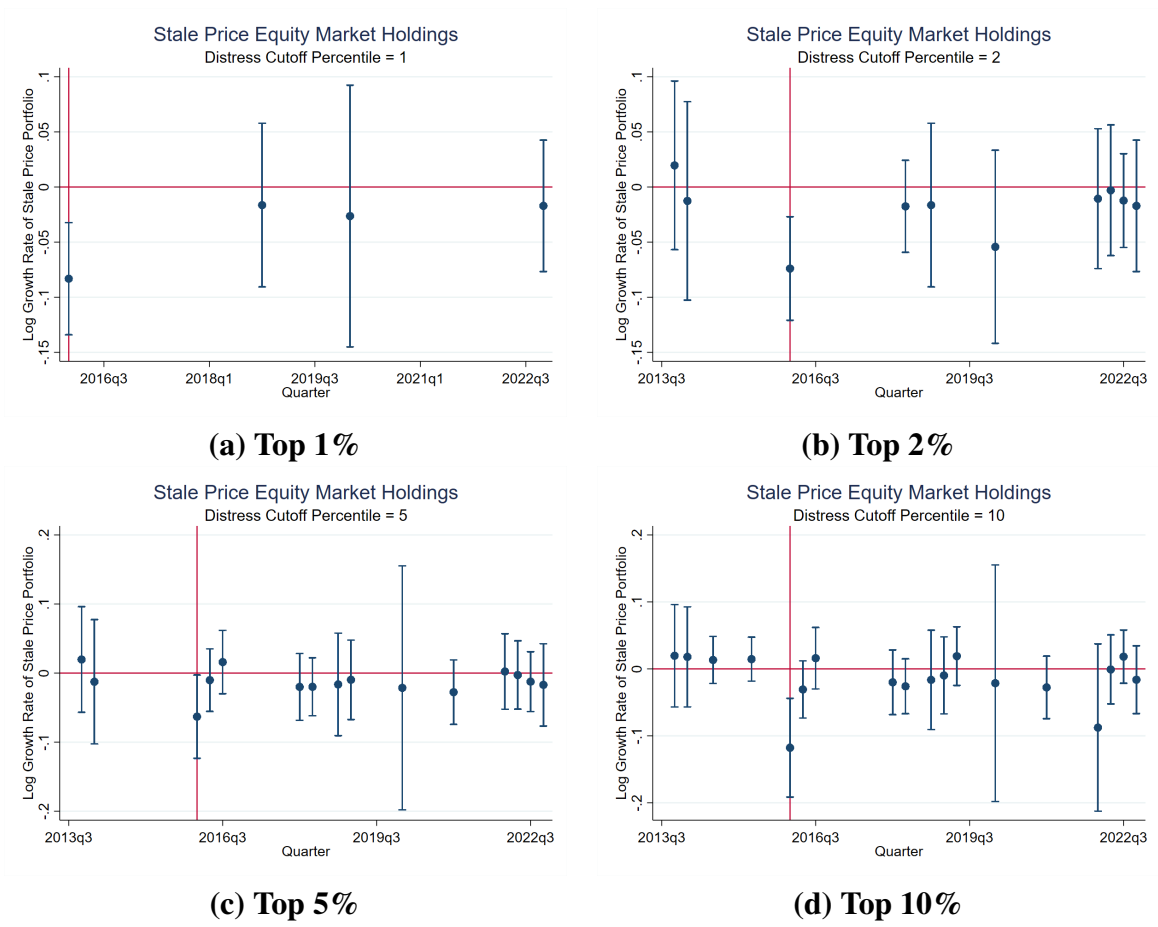 Stale Price Equity Market Holdings
Distress Cutoff Percentile = 1
Log Growth Rate of Stale Price Portfolio
.1
.05
0
-.05
-.1
-.15
2016q3 2018q1 2019q3 2021q1 2022q3
Quarter
(a) Top 1%
Stale Price Equity Market Holdings
Distress Cutoff Percentile = 2
Log Growth Rate of Stale Price Portfolio
.1
.05
0
-.05
-.1
-.15
2013q3 2016q3 2019q3 2022q3
Quarter
(b) Top 2%
Stale Price Equity Market Holdings
Distress Cutoff Percentile = 5
Log Growth Rate of Stale Price Portfolio
.2
.1
0
-.1
-.2
2013q3 2016q3 2019q3 2022q3
Quarter
(c) Top 5%
Stale Price Equity Market Holdings
Distress Cutoff Percentile = 10
Log Growth Rate of Stale Price Portfolio
.2
.1
0
-.1
-.2
2013q3 2016q3 2019q3 2022q3
Quarter
(d) Top 10%